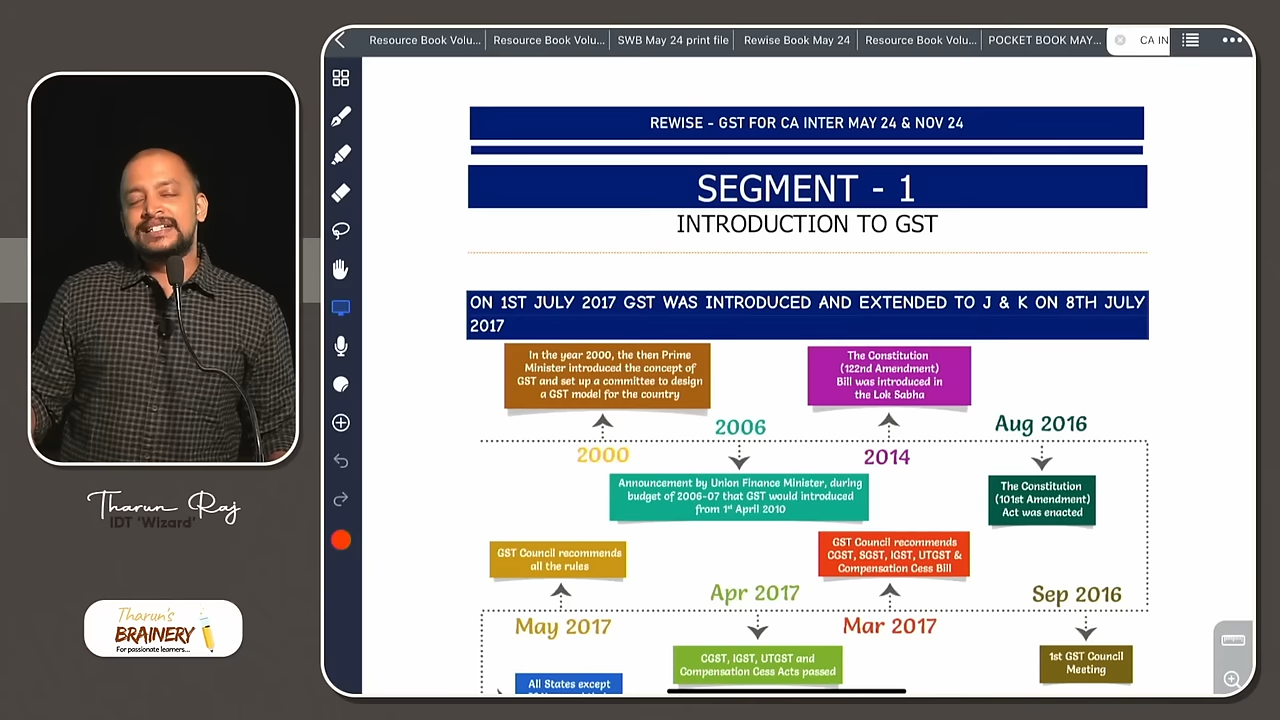 Resource Book Volu...
Resource Book Volu...
SWB May 24 print file
Rewise Book May 24
Resource Book Volu...
POCKET BOOK MAY...
CA IN
REWISE - GST FOR CA INTER MAY 24 & NOV 24
SEGMENT - 1
INTRODUCTION TO GST
ON 1ST JULY 2017 GST WAS INTRODUCED AND EXTENDED TO J & K ON 8TH JULY
2017
In the year 2000, the then Prime
Minister introduced the concept of
GST and set up a committee to design
a GST model for the country
2000
2006
Announcement by Union Finance Minister, during
budget of 2006-07 that GST would introduced
from 1st April 2010
The Constitution
(122nd Amendment)
Bill was introduced in
the Lok Sabha
2014
Aug 2016
The Constitution
(101st Amendment)
Act was enacted
GST Council recommends
all the rules
May 2017
Apr 2017
CGST, IGST, UTGST and
Compensation Cess Acts passed
GST Council recommends
CGST, SGST, IGST, UTGST &
Compensation Cess Bill
Mar 2017
Sep 2016
1st GST Council
Meeting
All States except
Tharun Raj
IDT 'Wizard'
Tharun's
BRAINERY
For passionate learners...